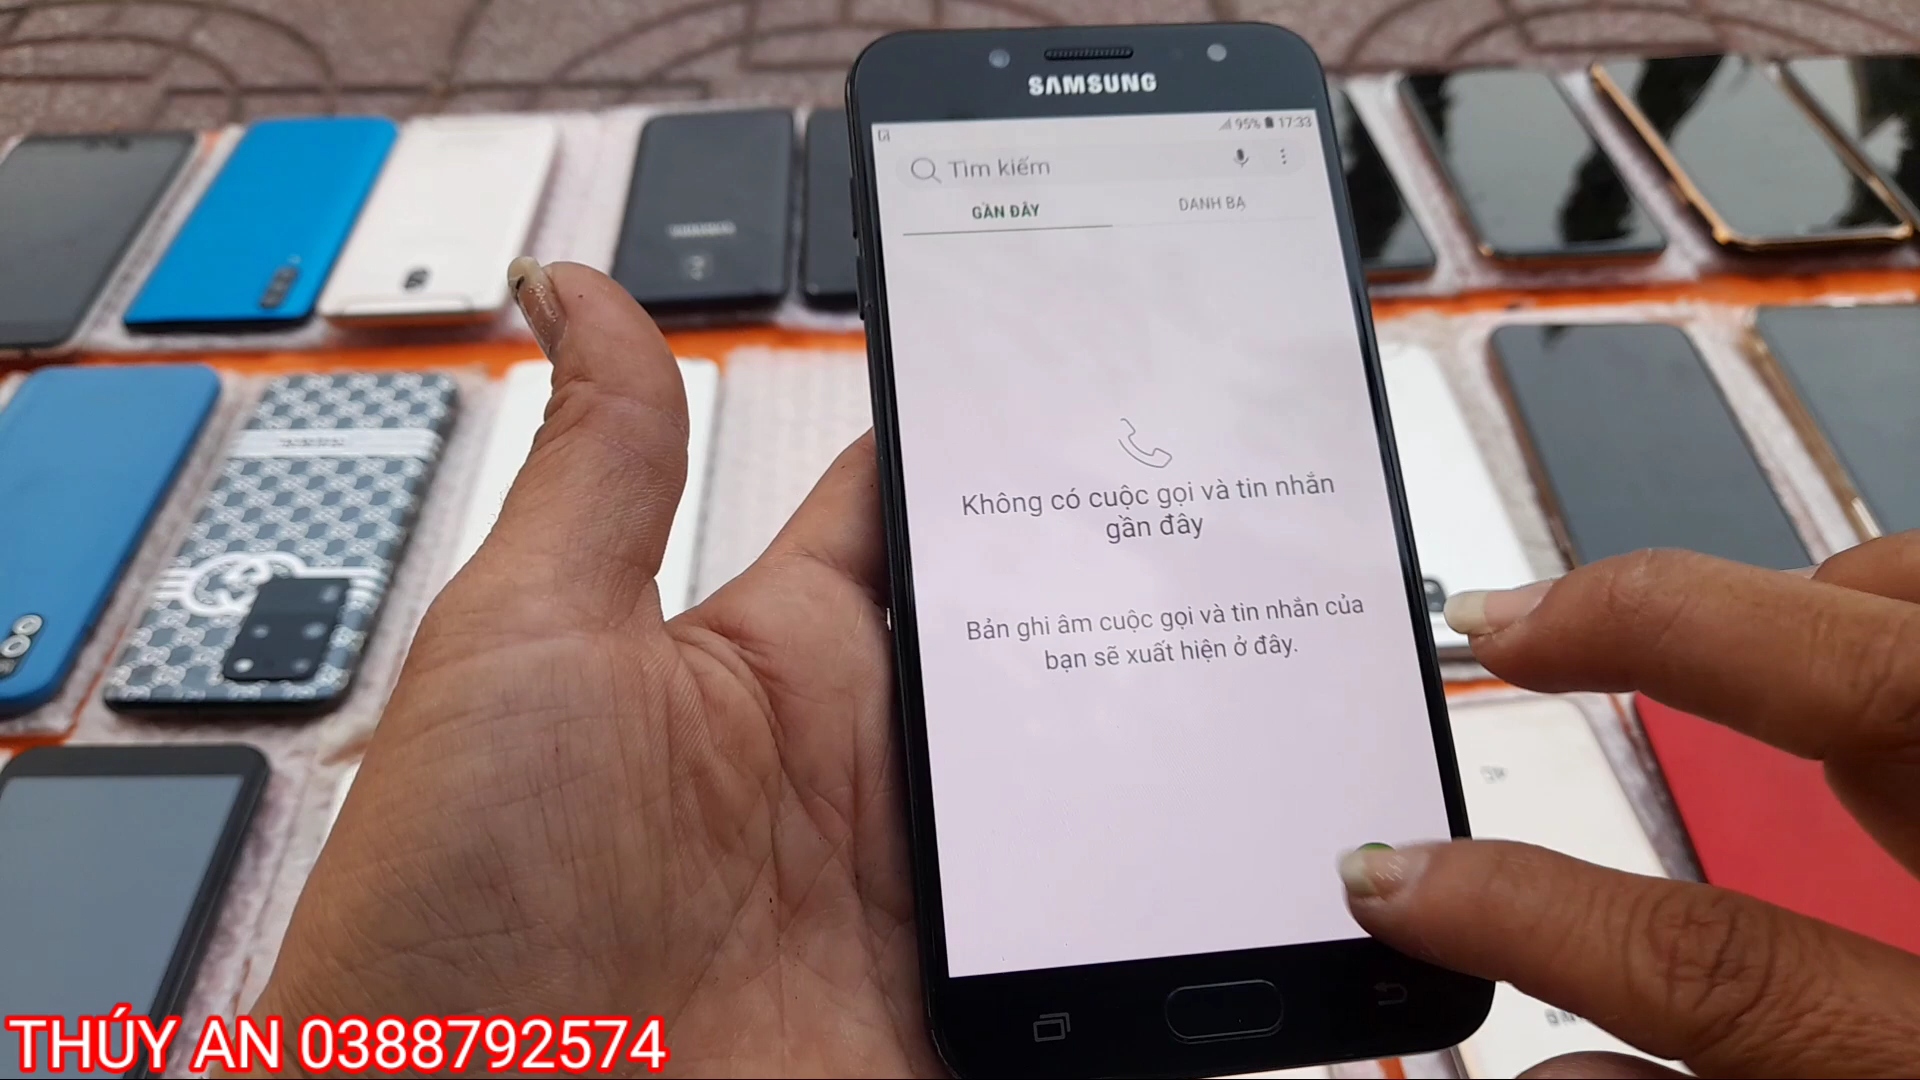 SAMSUNG
95% 17:33
Tìm kiếm
GẦN ĐÂY
DANH BẠ
Không có cuộc gọi và tin nhắn
gần đây
Bản ghi âm cuộc gọi và tin nhắn của
bạn sẽ xuất hiện ở đây.
THÚY AN 0388792574